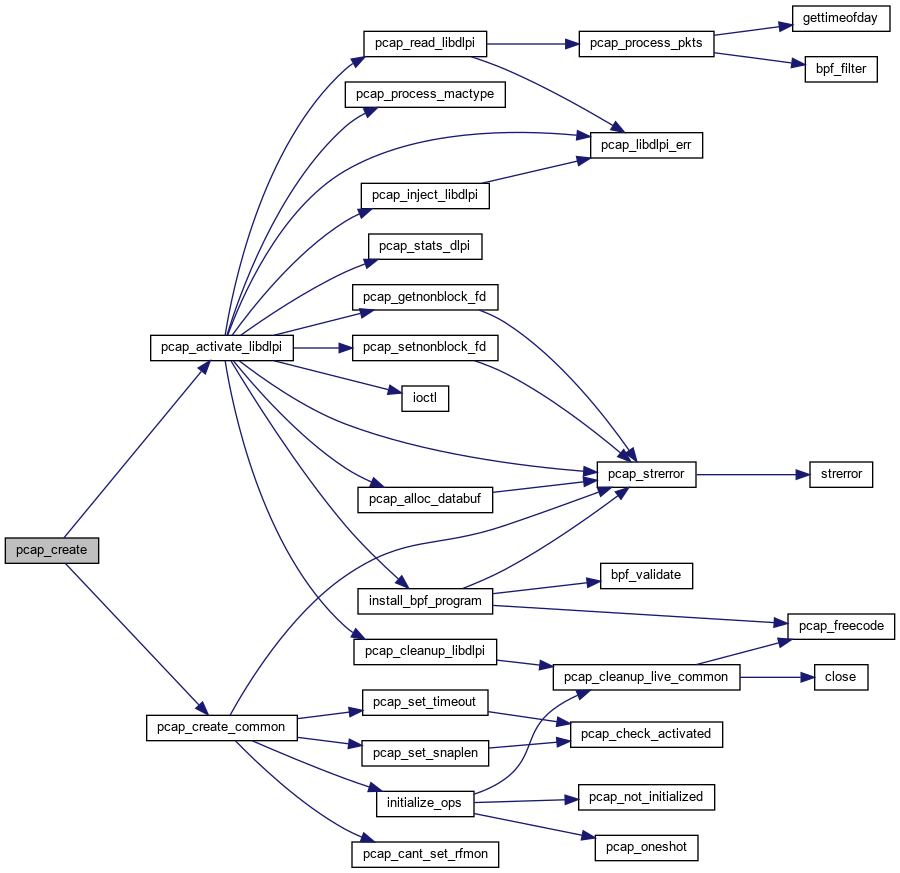 gettimeofday
pcap_read_libdlpi
pcap_process_pkts
bpf_filter
pcap_process_mactype
pcap_libdlpi_err
pcap_inject_libdlpi
pcap_stats_dlpi
pcap_getnonblock_fd
pcap_activate_libdlpi
pcap_setnonblock_fd
ioctl
pcap_strerror
strerror
pcap_alloc_databuf
pcap_create
bpf_validate
install_bpf_program
pcap_freecode
pcap_cleanup_libdlpi
pcap_cleanup_live_common
close
pcap_set_timeout
pcap_create_common
pcap_check_activated
pcap_set_snaplen
pcap_not_initialized
initialize_ops
pcap_oneshot
pcap_cant_set_rfmon